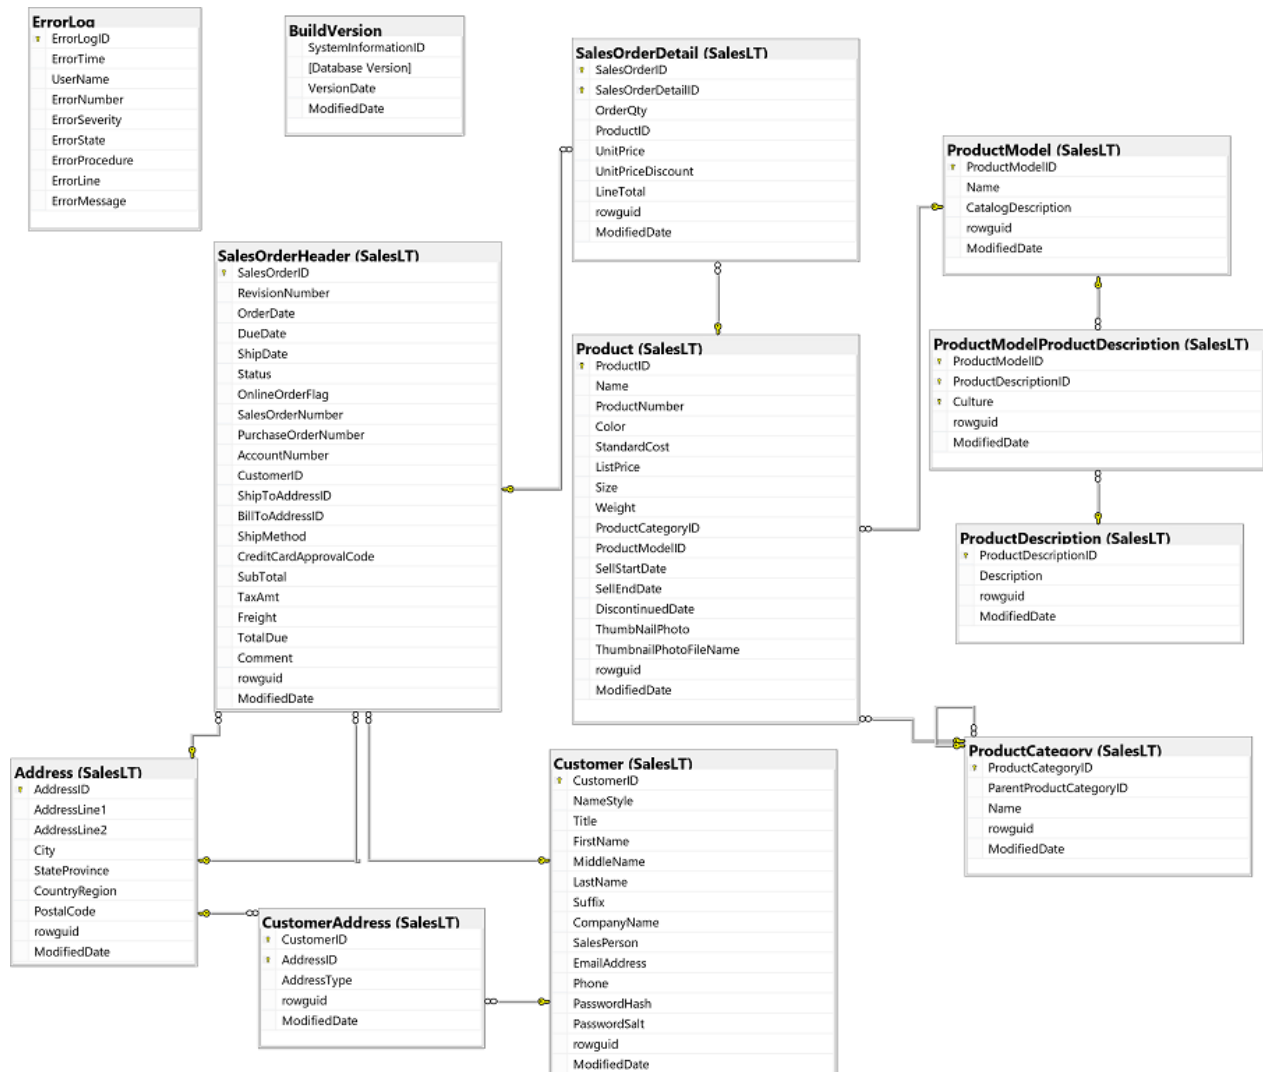 ErrorLog
ErrorLogID
ErrorTime
UserName
ErrorNumber
ErrorSeverity
ErrorState
ErrorProcedure
ErrorLine
ErrorMessage
BuildVersion
SystemInformationID
[Database Version]
VersionDate
ModifiedDate
SalesOrderDetail (SalesLT)
SalesOrderID
SalesOrderDetailID
OrderQty
ProductID
UnitPrice
UnitPriceDiscount
LineTotal
rowguid
ModifiedDate
ProductModel (SalesLT)
ProductModelID
Name
CatalogDescription
rowguid
ModifiedDate
SalesOrderHeader (SalesLT)
SalesOrderID
RevisionNumber
OrderDate
DueDate
ShipDate
Status
OnlineOrderFlag
SalesOrderNumber
PurchaseOrderNumber
AccountNumber
CustomerID
ShipToAddressID
BillToAddressID
ShipMethod
CreditCardApprovalCode
SubTotal
TaxAmt
Freight
TotalDue
Comment
rowguid
ModifiedDate
Product (SalesLT)
ProductID
Name
ProductNumber
Color
StandardCost
ListPrice
Size
Weight
ProductCategoryID
ProductModelID
SellStartDate
SellEndDate
DiscontinuedDate
ThumbNailPhoto
ThumbnailPhotoFileName
rowguid
ModifiedDate
ProductModelProductDescription (SalesLT)
ProductModelID
ProductDescriptionID
Culture
rowguid
ModifiedDate
ProductDescription (SalesLT)
ProductDescriptionID
Description
rowguid
ModifiedDate
Address (SalesLT)
AddressID
AddressLine1
AddressLine2
City
StateProvince
CountryRegion
PostalCode
rowguid
ModifiedDate
CustomerAddress (SalesLT)
CustomerID
AddressID
AddressType
rowguid
ModifiedDate
Customer (SalesLT)
CustomerID
NameStyle
Title
FirstName
MiddleName
LastName
Suffix
CompanyName
SalesPerson
EmailAddress
Phone
PasswordHash
PasswordSalt
rowguid
ModifiedDate
ProductCategory (SalesLT)
ProductCategoryID
ParentProductCategoryID
Name
rowguid
ModifiedDate